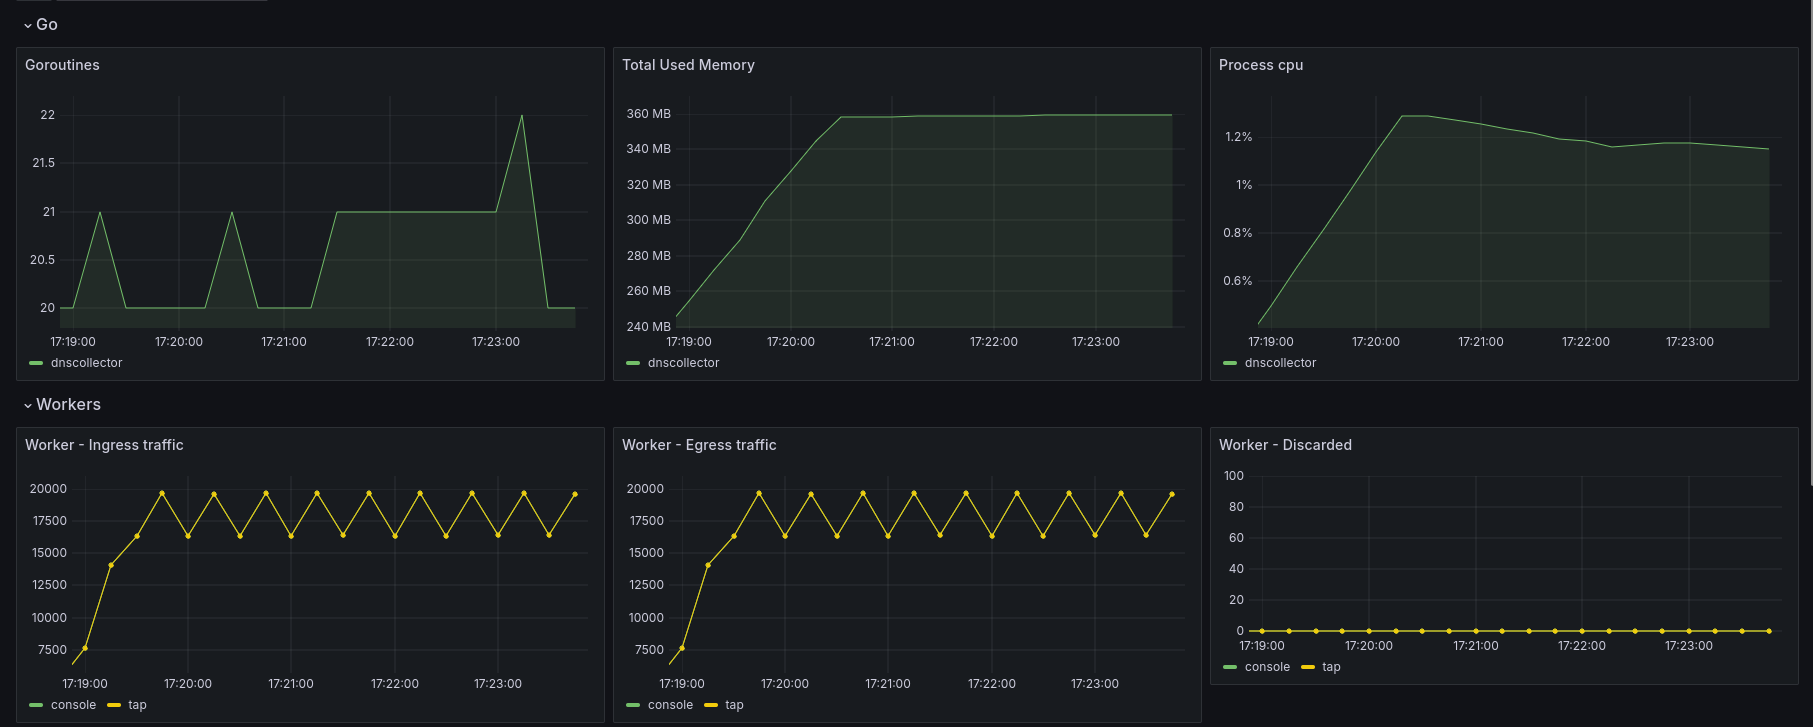 Go
Goroutines
22
21.5
21
20.5
20
17:19:00 17:20:00 17:21:00 17:22:00 17:23:00
dnscollector
Total Used Memory
360 MB
340 MB
320 MB
300 MB
280 MB
260 MB
240 MB
17:19:00 17:20:00 17:21:00 17:22:00 17:23:00
dnscollector
Process cpu
1.2%
1%
0.8%
0.6%
17:19:00 17:20:00 17:21:00 17:22:00 17:23:00
dnscollector
Workers
Worker - Ingress traffic
20000
17500
15000
12500
10000
7500
17:19:00 17:20:00 17:21:00 17:22:00 17:23:00
console tap
Worker - Egress traffic
20000
17500
15000
12500
10000
7500
17:19:00 17:20:00 17:21:00 17:22:00 17:23:00
console tap
Worker - Discarded
100
80
60
40
20
0
17:19:00 17:20:00 17:21:00 17:22:00 17:23:00
console tap